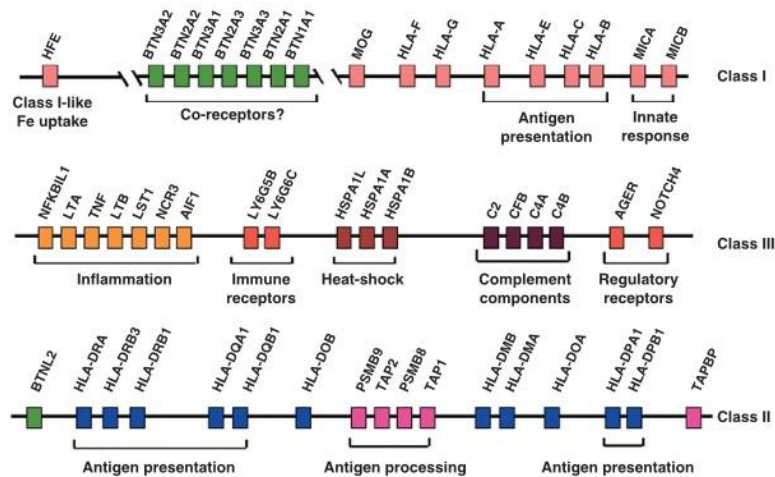 HFE
BTN3A2
BTN2A2
BTN3A1
BTN2A3
BTN3A3
BTN2A1
BTN1A1
MOG
HLA-F
HLA-G
HLA-A
HLA-E
HLA-C
HLA-B
MICA
MICB
Class I
Class I-like
Fe uptake
Co-receptors?
Antigen
presentation
Innate
response
NFKBIL1
LTA
TNF
LTB
LST1
NCR3
AIF1
LY6G5B
LY6G6C
HSPA1L
HSPA1A
HSPA1B
C2
CFB
C4A
C4B
AGER
NOTCH4
Class III
Inflammation
Immune
receptors
Heat-shock
Complement
components
Regulatory
receptors
BTNL2
HLA-DRA
HLA-DRB3
HLA-DRB1
HLA-DQA1
HLA-DQB1
HLA-DOB
PSMB9
TAP2
PSMB8
TAP1
HLA-DMB
HLA-DMA
HLA-DOA
HLA-DPA1
HLA-DPB1
TAPBP
Class II
Antigen presentation
Antigen processing
Antigen presentation